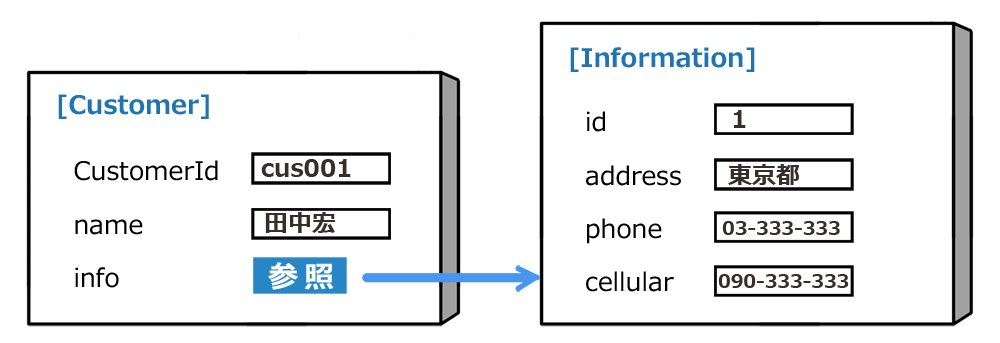 [Customer]
CustomerId cus001
name 田中宏
info 参照
[Information]
id 1
address 東京都
phone 03-333-333
cellular 090-333-333